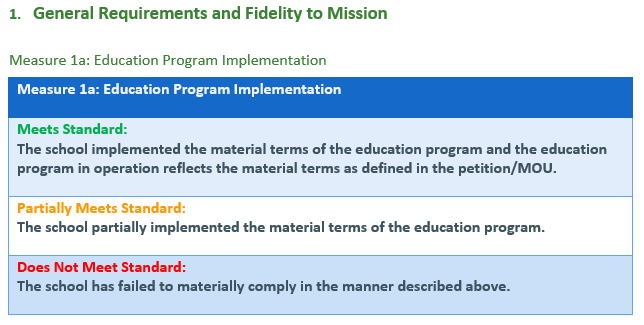 1. General Requirements and Fidelity to Mission
Measure 1a: Education Program Implementation
Measure 1a: Education Program Implementation
Meets Standard:
The school implemented the material terms of the education program and the education
program in operation reflects the material terms as defined in the petition/MOU.
Partially Meets Standard:
The school partially implemented the material terms of the education program.
Does Not Meet Standard:
The school has failed to materially comply in the manner described above.